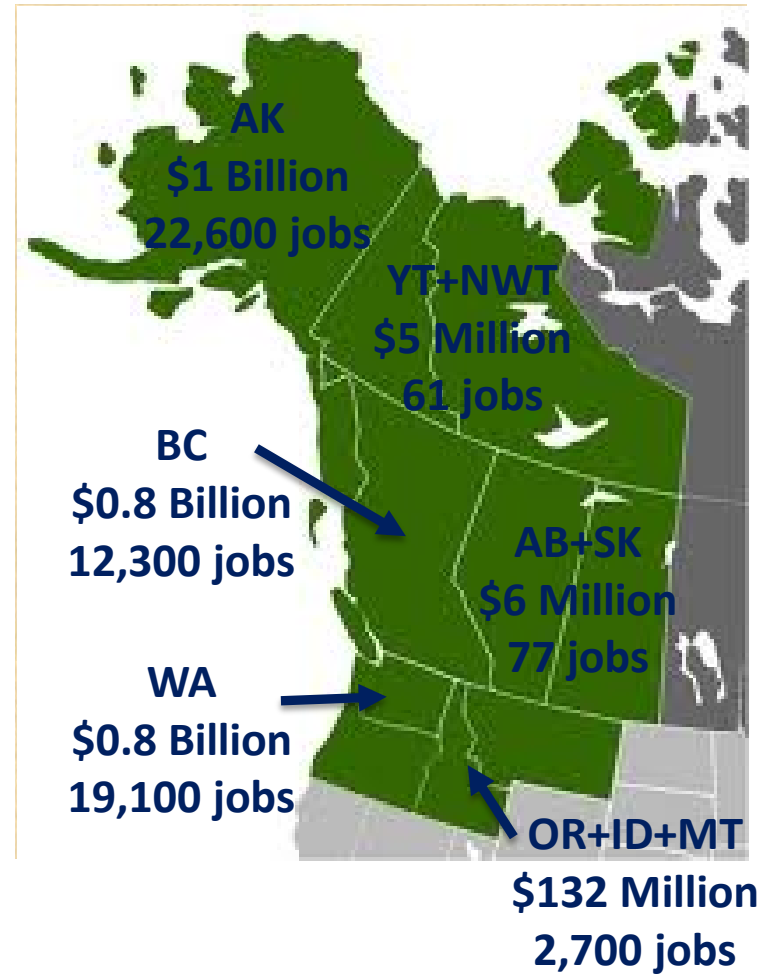 AK
$1 Billion
22,600 jobs
YT+NWT
$5 Million
61 jobs
BC
$0.8 Billion
12,300 jobs
AB+SK
$6 Million
77 jobs
WA
$0.8 Billion
19,100 jobs
OR+ID+MT
$132 Million
2,700 jobs